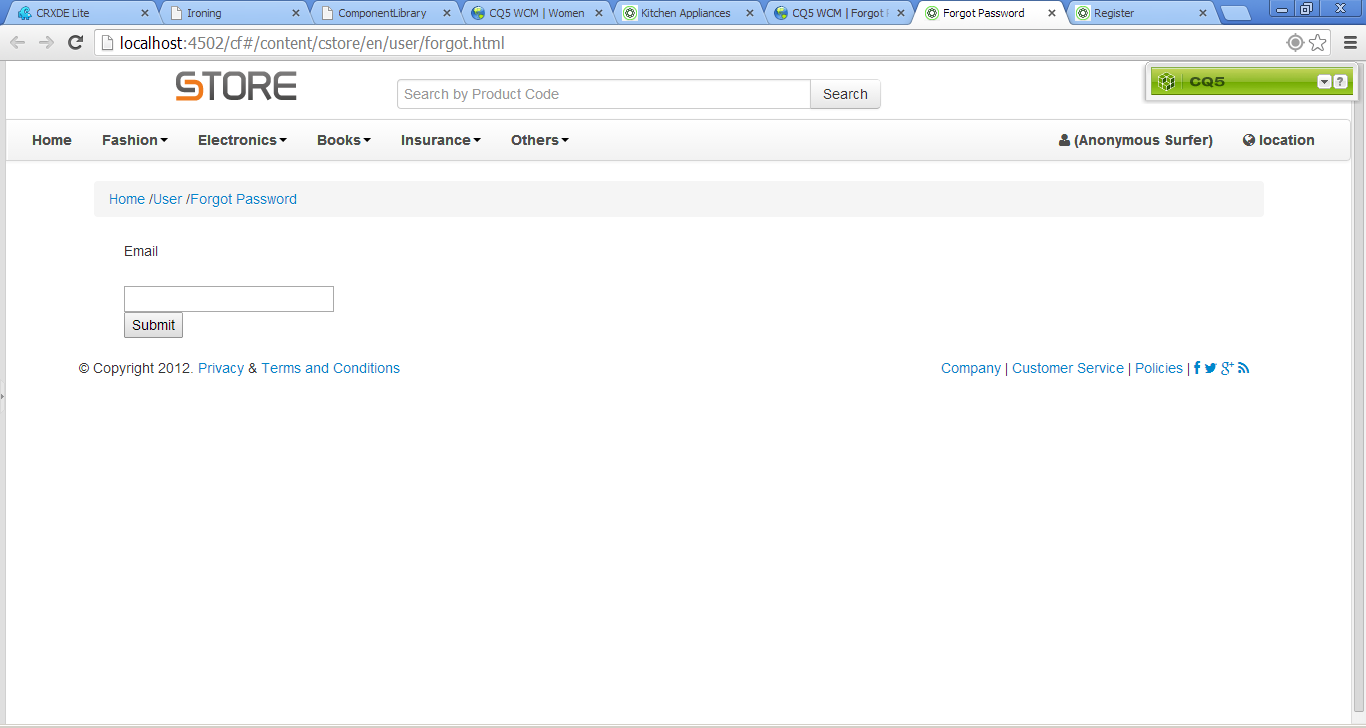 CRXDE Lite Ironing ComponentLibrary CQ5 WCM | Women Kitchen Appliances CQ5 WCM | Forgot Forgot Password Register
localhost:4502/cf#/content/cstore/en/user/forgot.html
STORE Search by Product Code Search CQ5 ?
Home Fashion Electronics Books Insurance Others (Anonymous Surfer) location
Home /User /Forgot Password
Email
Submit
© Copyright 2012. Privacy & Terms and Conditions Company | Customer Service | Policies |